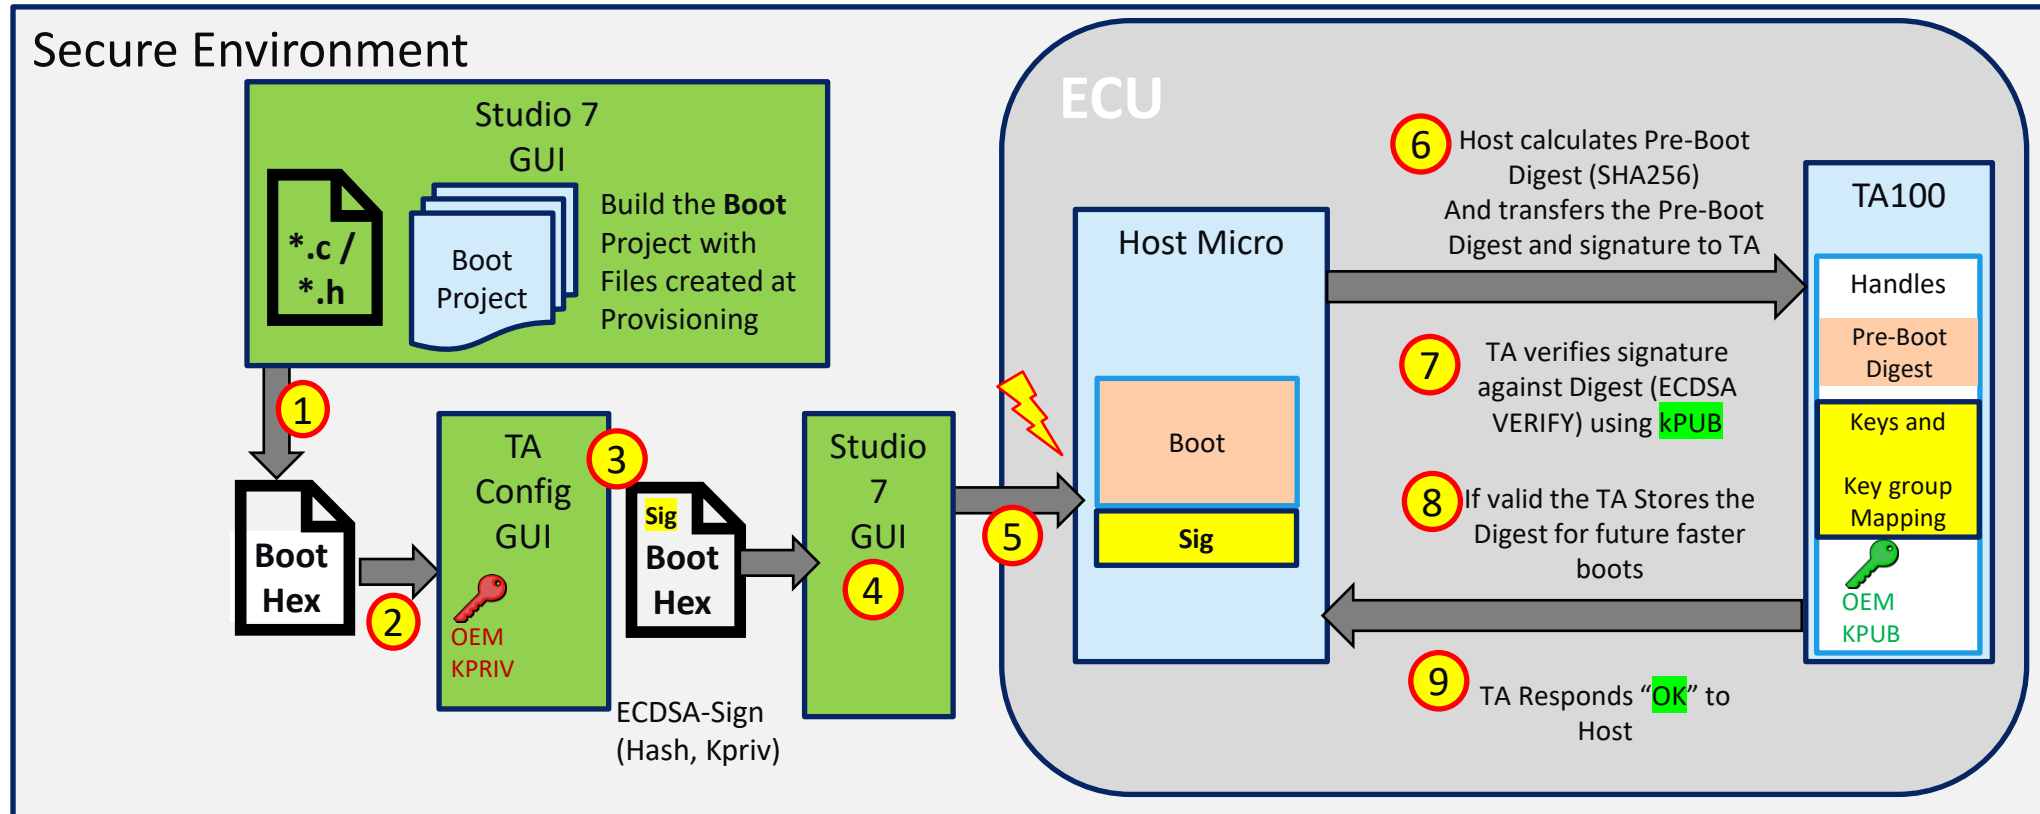 Secure Environment
Studio 7
GUI
*.c /
*.h
Boot
Project
Build the Boot
Project with
Files created at
Provisioning
1
Boot
Hex
2
TA
Config
GUI
OEM
KPRIV
3
Sig
Boot
Hex
ECDSA-Sign
(Hash, Kpriv)
Studio
7
GUI
4
5
ECU
Host Micro
Boot
Sig
6
Host calculates Pre-Boot
Digest (SHA256)
And transfers the Pre-Boot
Digest and signature to TA
7
TA verifies signature
against Digest (ECDSA
VERIFY) using kPUB
8
If valid the TA Stores the
Digest for future faster
boots
9
TA Responds “OK” to
Host
TA100
Handles
Pre-Boot
Digest
Keys and
Key group
Mapping
OEM
KPUB